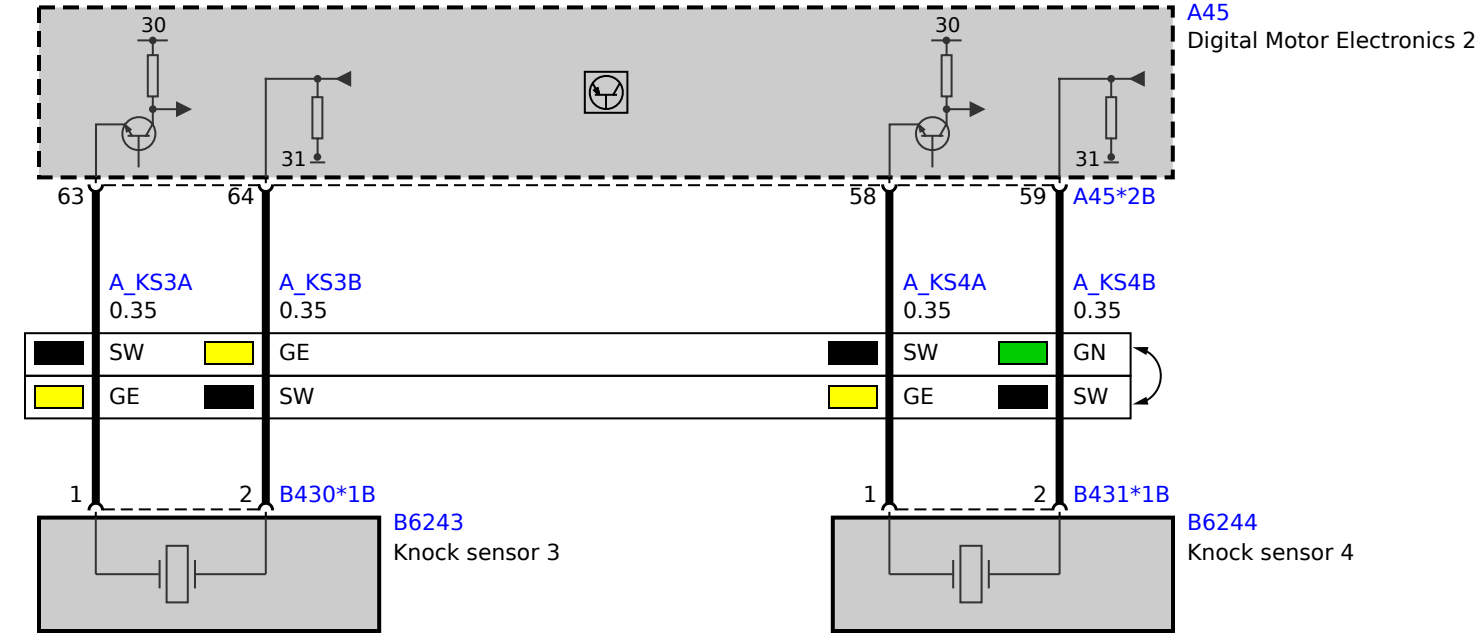 30
30
A45
Digital Motor Electronics 2
31
31
63
64
58
59
A45*2B
A_KS3A
0.35
A_KS3B
0.35
A_KS4A
0.35
A_KS4B
0.35
SW
GE
SW
GN
GE
SW
GE
SW
1
2
B430*1B
1
2
B431*1B
B6243
Knock sensor 3
B6244
Knock sensor 4